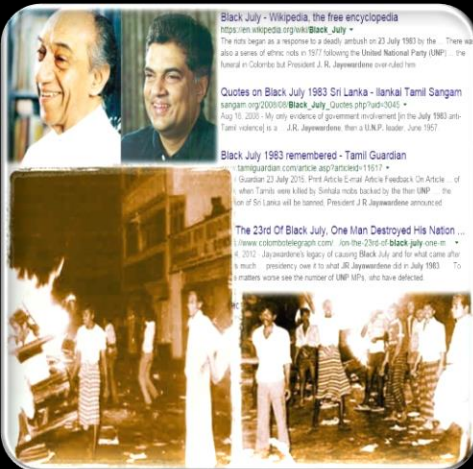 Black July - Wikipedia, the free encyclopedia
https://en.wikipedia.org/wiki/Black_July
The riots began as a response to a deadly ambush on 23 July 1983 by the ... There wa
also a series of ethnic riots in 1977 following the United National Party (UNP) ... the
funeral in Colombo but President J. R. Jayewardene over-ruled him
Quotes on Black July 1983 Sri Lanka - Ilankai Tamil Sangam
sangam.org/2008/08/Black_July_Quotes.php?uid=3045
Aug 16, 2008 - My only evidence of government involvement [in the July 1983 anti-
Tamil violence] is a ... J.R. Jayewardene, then a U.N.P. leader, June 1957
Black July 1983 remembered - Tamil Guardian
.tamilguardian.com/article.asp?articleid=11617
Guardian 23 July 2015. Print Article E-mail Article Feedback On Article ... of
when Tamils were killed by Sinhala mobs backed by the then UNP ... the
ion of Sri Lanka will be banned, President J R Jayewardene announced
The 23rd Of Black July, One Man Destroyed His Nation ...
://www.colombotelegraph.com/.../on-the-23rd-of-black-july-one-m
2012 - Jayawardene's legacy of causing Black July and for what came after
s much ... presidency owe it to what JR Jayawardene did in July 1983 ... To
s matters worse see the number of UNP MPs, who have defected